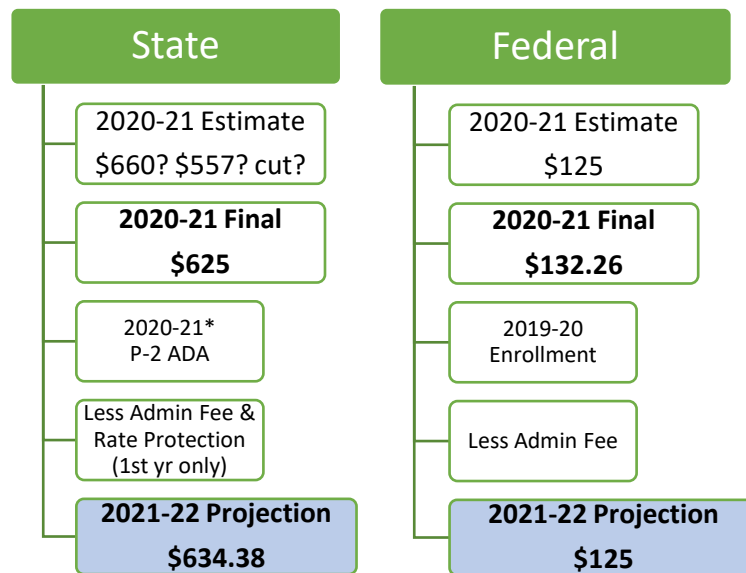 State
2020-21 Estimate
$660? $557? cut?
2020-21 Final
$625
2020-21*
P-2 ADA
Less Admin Fee &
Rate Protection
(1st yr only)
2021-22 Projection
$634.38
Federal
2020-21 Estimate
$125
2020-21 Final
$132.26
2019-20
Enrollment
Less Admin Fee
2021-22 Projection
$125